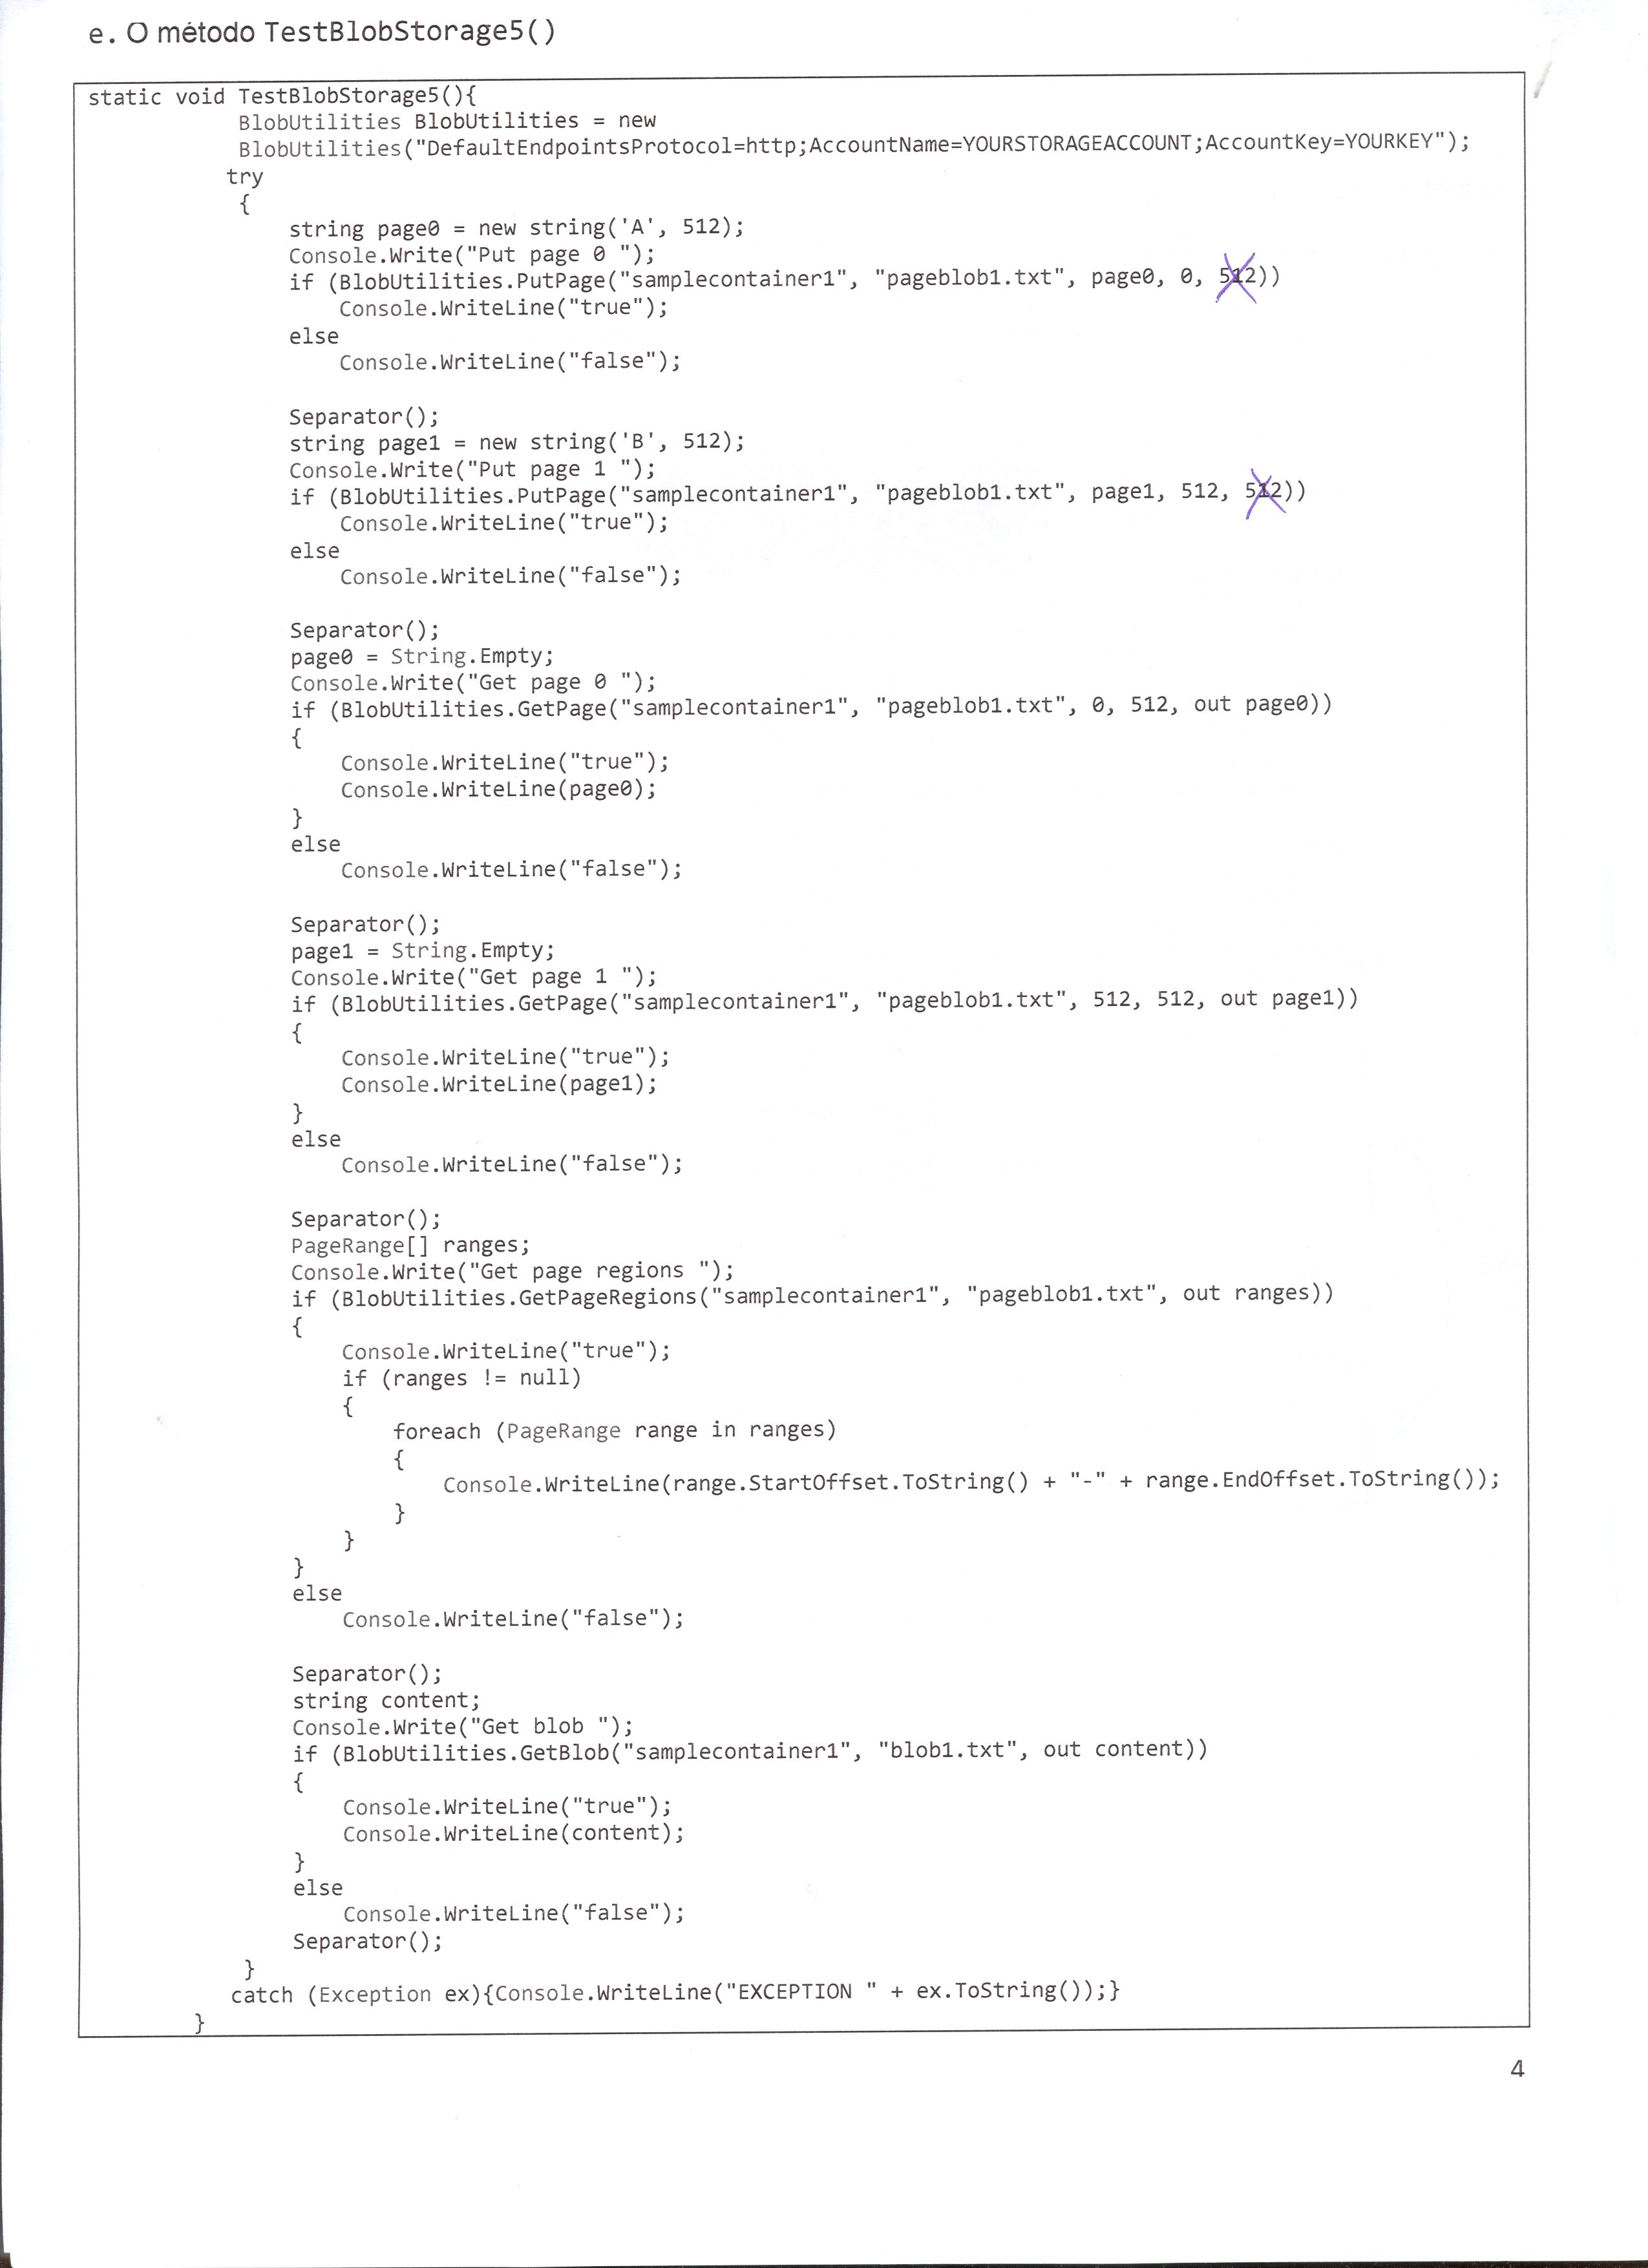 e. O método TestBlobStorage5()
static void TestBlobStorage5(){
BlobUtilities BlobUtilities = new
BlobUtilities("DefaultEndpointsProtocol=http;AccountName=YOURSTORAGEACCOUNT;AccountKey=YOURKEY");
try
{
string page0 = new string('A', 512);
Console.Write("Put page 0 ");
if (BlobUtilities.PutPage("samplecontainer1", "pageblob1.txt", page0, 0, 512))
Console.WriteLine("true");
else
Console.WriteLine("false");
Separator();
string page1 = new string('B', 512);
Console.Write("Put page 1 ");
if (BlobUtilities.PutPage("samplecontainer1", "pageblob1.txt", page1, 512, 512))
Console.WriteLine("true");
else
Console.WriteLine("false");
Separator();
page0 = String.Empty;
Console.Write("Get page 0 ");
if (BlobUtilities.GetPage("samplecontainer1", "pageblob1.txt", 0, 512, out page0))
{
Console.WriteLine("true");
Console.WriteLine(page0);
}
else
Console.WriteLine("false");
Separator();
page1 = String.Empty;
Console.Write("Get page 1 ");
if (BlobUtilities.GetPage("samplecontainer1", "pageblob1.txt", 512, 512, out page1))
{
Console.WriteLine("true");
Console.WriteLine(page1);
}
else
Console.WriteLine("false");
Separator();
PageRange[] ranges;
Console.Write("Get page regions ");
if (BlobUtilities.GetPageRegions("samplecontainer1", "pageblob1.txt", out ranges))
{
Console.WriteLine("true");
if (ranges != null)
{
foreach (PageRange range in ranges)
{
Console.WriteLine(range.StartOffset.ToString() + "-" + range.EndOffset.ToString());
}
}
}
else
Console.WriteLine("false");
Separator();
string content;
Console.Write("Get blob ");
if (BlobUtilities.GetBlob("samplecontainer1", "blob1.txt", out content))
{
Console.WriteLine("true");
Console.WriteLine(content);
}
else
Console.WriteLine("false");
Separator();
}
catch (Exception ex){Console.WriteLine("EXCEPTION " + ex.ToString());}
}
4